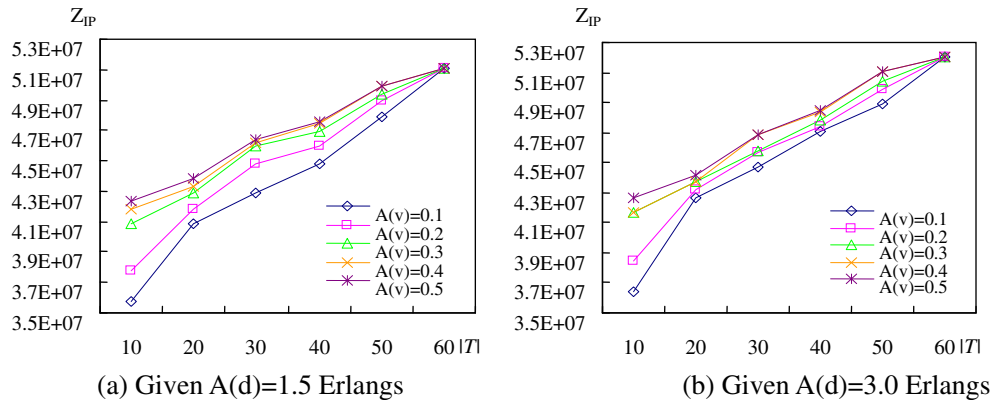 Z_IP
5.3E+07
5.1E+07
4.9E+07
4.7E+07
4.5E+07
4.3E+07
4.1E+07
3.9E+07
3.7E+07
3.5E+07
A(v)=0.1
A(v)=0.2
A(v)=0.3
A(v)=0.4
A(v)=0.5
10 20 30 40 50 60 |T|
(a) Given A(d)=1.5 Erlangs
Z_IP
5.3E+07
5.1E+07
4.9E+07
4.7E+07
4.5E+07
4.3E+07
4.1E+07
3.9E+07
3.7E+07
3.5E+07
A(v)=0.1
A(v)=0.2
A(v)=0.3
A(v)=0.4
A(v)=0.5
10 20 30 40 50 60 |T|
(b) Given A(d)=3.0 Erlangs